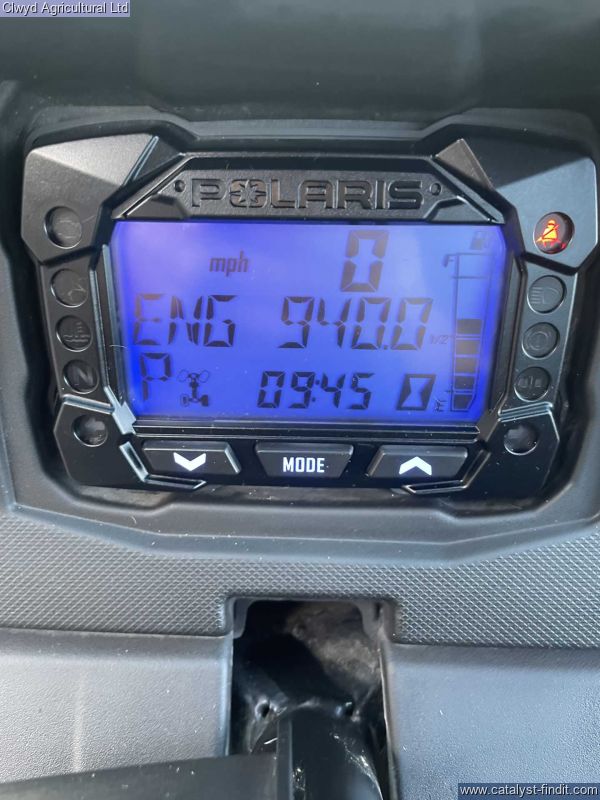 Clwyd Agricultural Ltd
POLARIS
mph 0
F
ENG 940.0
1/2
P 09:45
MODE
N
www.catalyst-findit.com